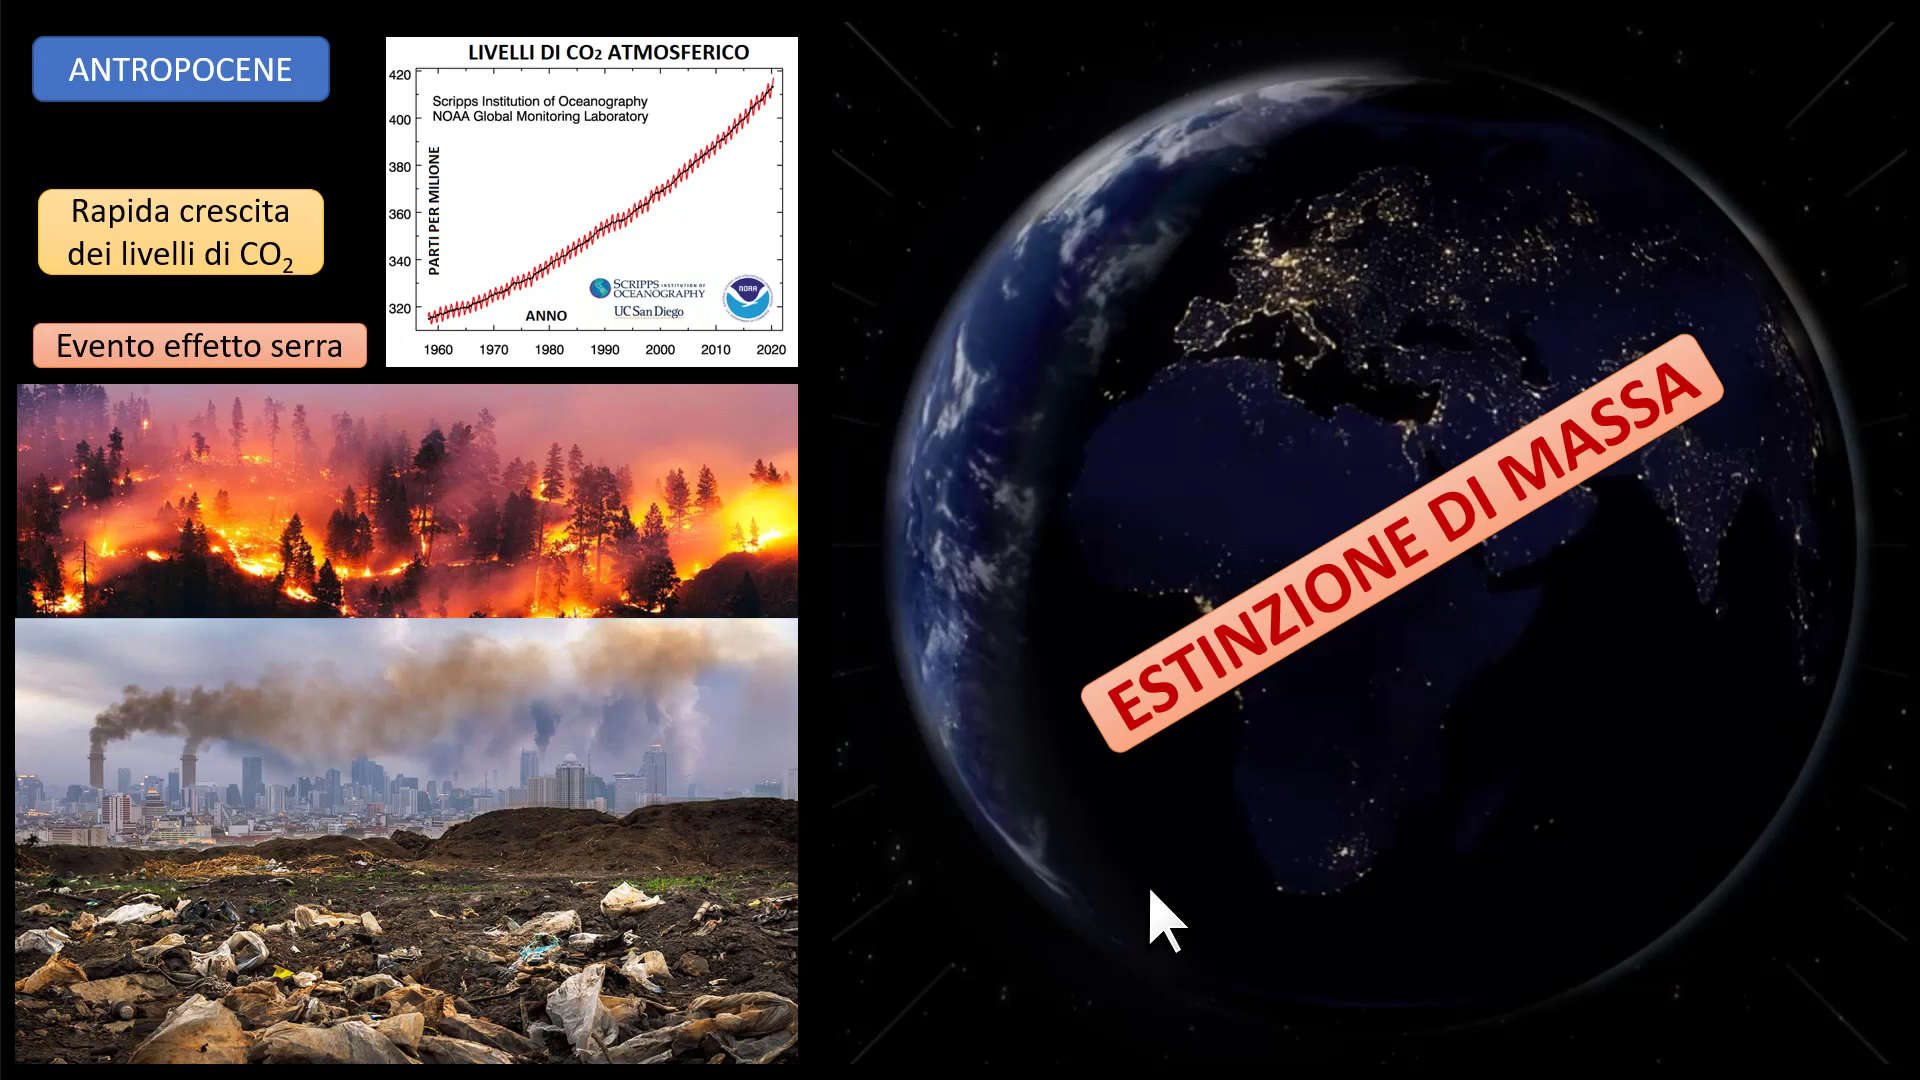 ANTROPOCENE
Rapida crescita
dei livelli di CO₂
Evento effetto serra
LIVELLI DI CO₂ ATMOSFERICO
Scripps Institution of Oceanography
NOAA Global Monitoring Laboratory
PARTI PER MILIONE
420
400
380
360
340
320
SCRIPPS INSTITUTION OF
OCEANOGRAPHY
UC San Diego
NOAA
ANNO
1960 1970 1980 1990 2000 2010 2020
ESTINZIONE DI MASSA